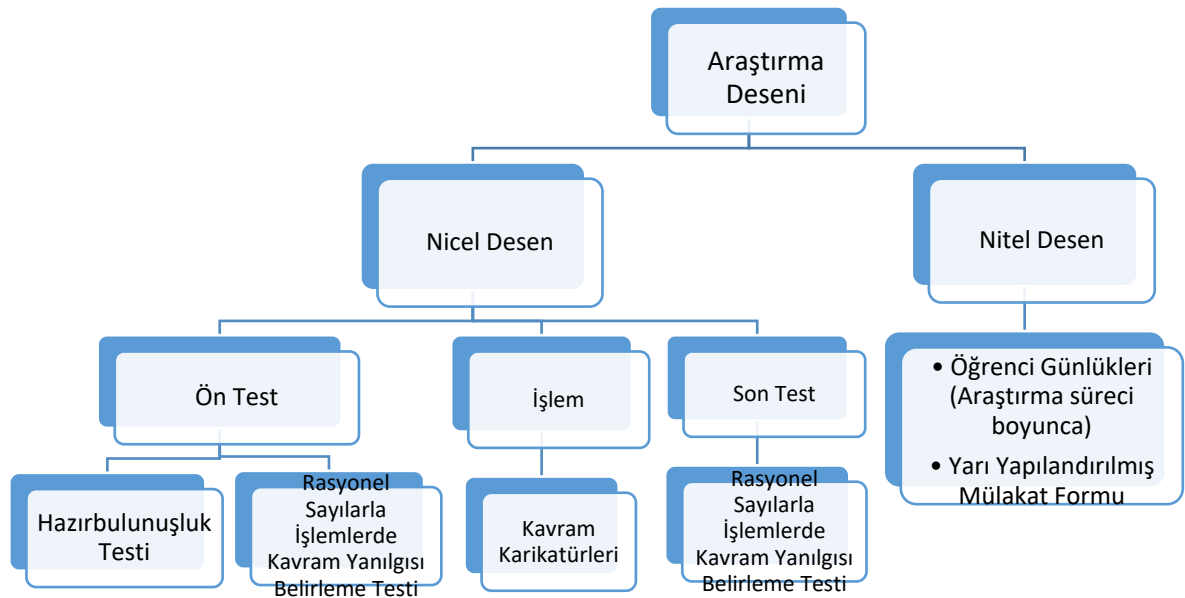 Araştırma
Deseni
Nicel Desen
Nitel Desen
Ön Test
İşlem
Son Test
• Öğrenci Günlükleri
(Araştırma süreci
boyunca)
• Yarı Yapılandırılmış
Mülakat Formu
Hazırbulunuşluk
Testi
Rasyonel
Sayılarla
İşlemlerde
Kavram Yanılgısı
Belirleme Testi
Kavram
Karikatürleri
Rasyonel
Sayılarla
İşlemlerde
Kavram Yanılgısı
Belirleme Testi